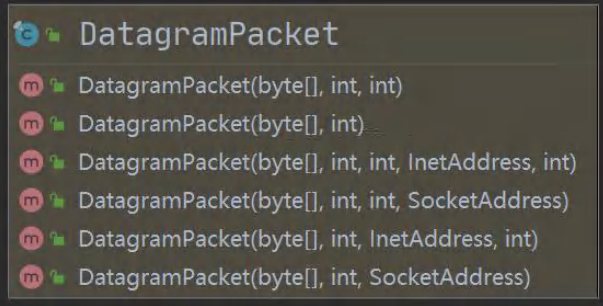 DatagramPacket
DatagramPacket(byte[], int, int)
DatagramPacket(byte[], int)
DatagramPacket(byte[], int, int, InetAddress, int)
DatagramPacket(byte[], int, int, SocketAddress)
DatagramPacket(byte[], int, InetAddress, int)
DatagramPacket(byte[], int, SocketAddress)